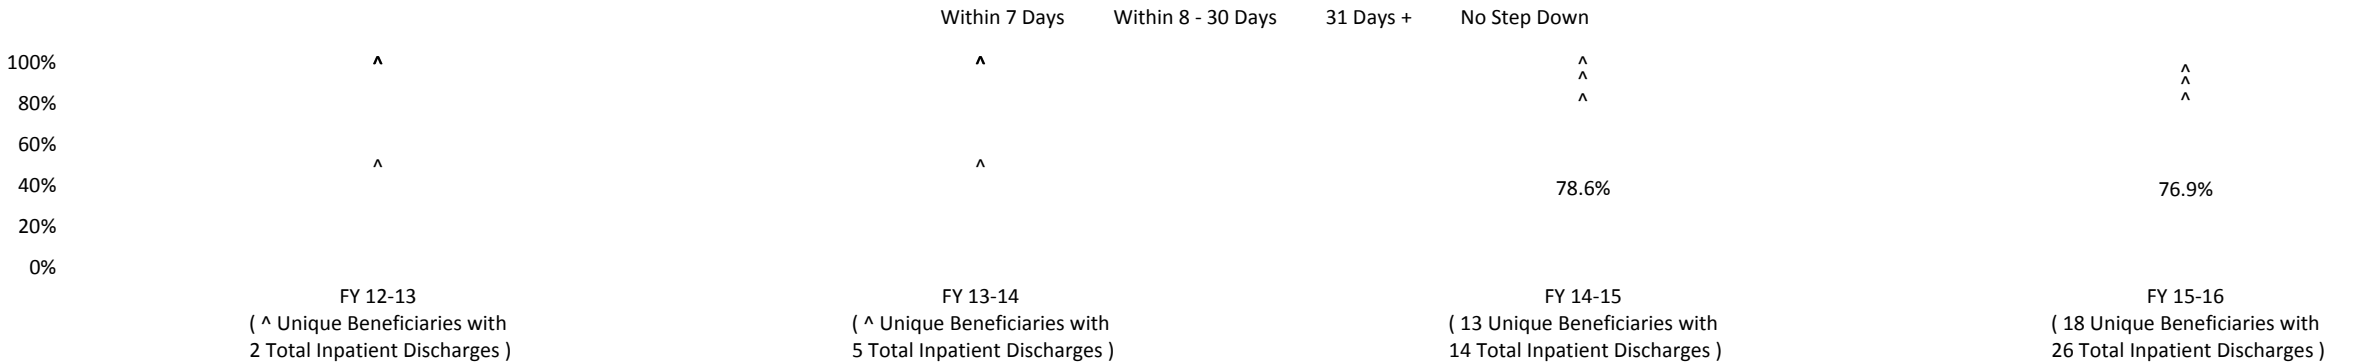 Within 7 Days Within 8 - 30 Days 31 Days + No Step Down
100% ^ ^ ^ ^
^ ^
80% ^ ^
60%
^ ^
40% 78.6% 76.9%
20%
0%
FY 12-13 FY 13-14 FY 14-15 FY 15-16
( ^ Unique Beneficiaries with ( ^ Unique Beneficiaries with ( 13 Unique Beneficiaries with ( 18 Unique Beneficiaries with
2 Total Inpatient Discharges ) 5 Total Inpatient Discharges ) 14 Total Inpatient Discharges ) 26 Total Inpatient Discharges )